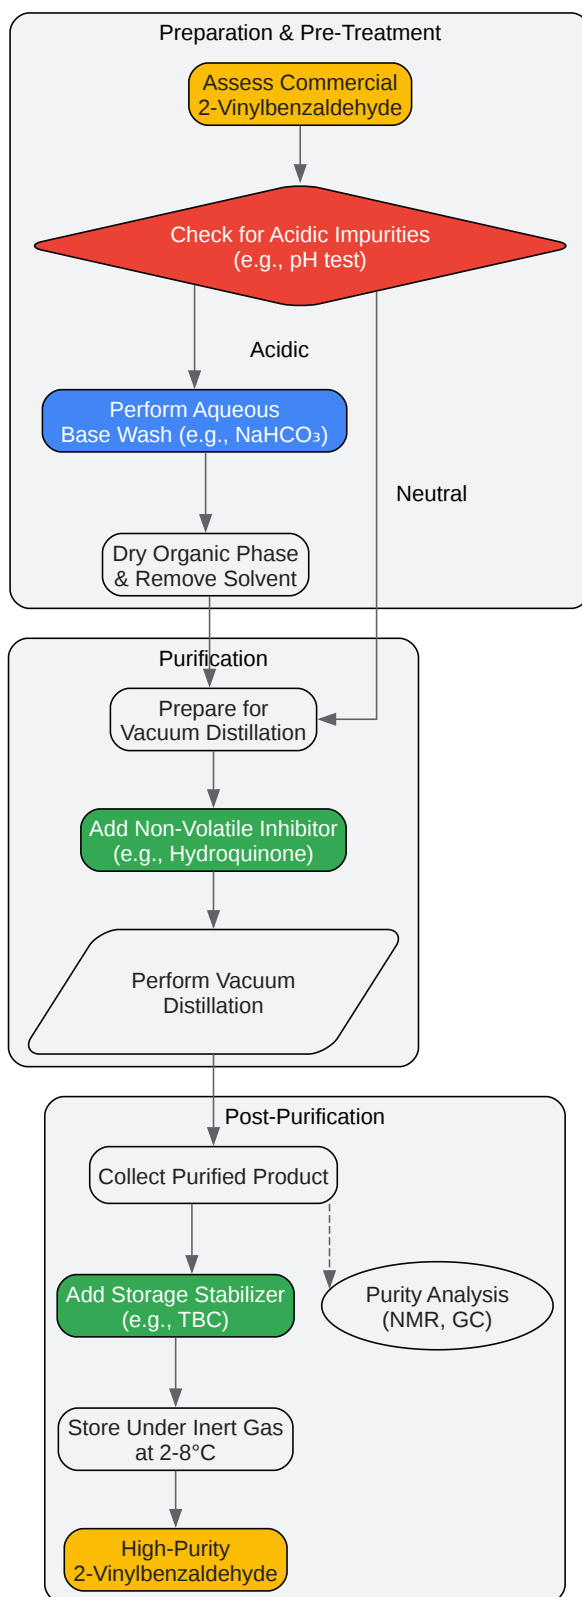 Preparation & Pre-Treatment
Assess Commercial
2-Vinylbenzaldehyde
Check for Acidic Impurities
(e.g., pH test)
Acidic
Perform Aqueous
Base Wash (e.g., NaHCO₃)
Neutral
Dry Organic Phase
& Remove Solvent
Purification
Prepare for
Vacuum Distillation
Add Non-Volatile Inhibitor
(e.g., Hydroquinone)
Perform Vacuum
Distillation
Post-Purification
Collect Purified Product
Add Storage Stabilizer
(e.g., TBC)
Purity Analysis
(NMR, GC)
Store Under Inert Gas
at 2-8°C
High-Purity
2-Vinylbenzaldehyde